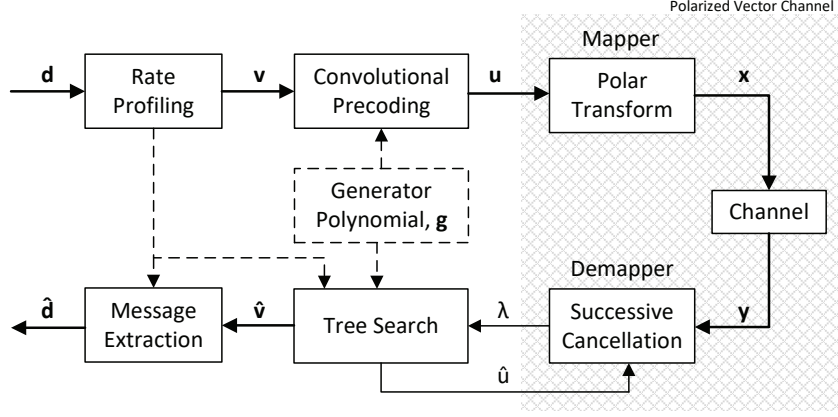 Polarized Vector Channel
Mapper
d
Rate
Profiling
v
Convolutional
Precoding
u
Polar
Transform
x
Generator
Polynomial, g
Channel
Demapper
d̂
Message
Extraction
v̂
Tree Search
λ
Successive
Cancellation
y
û